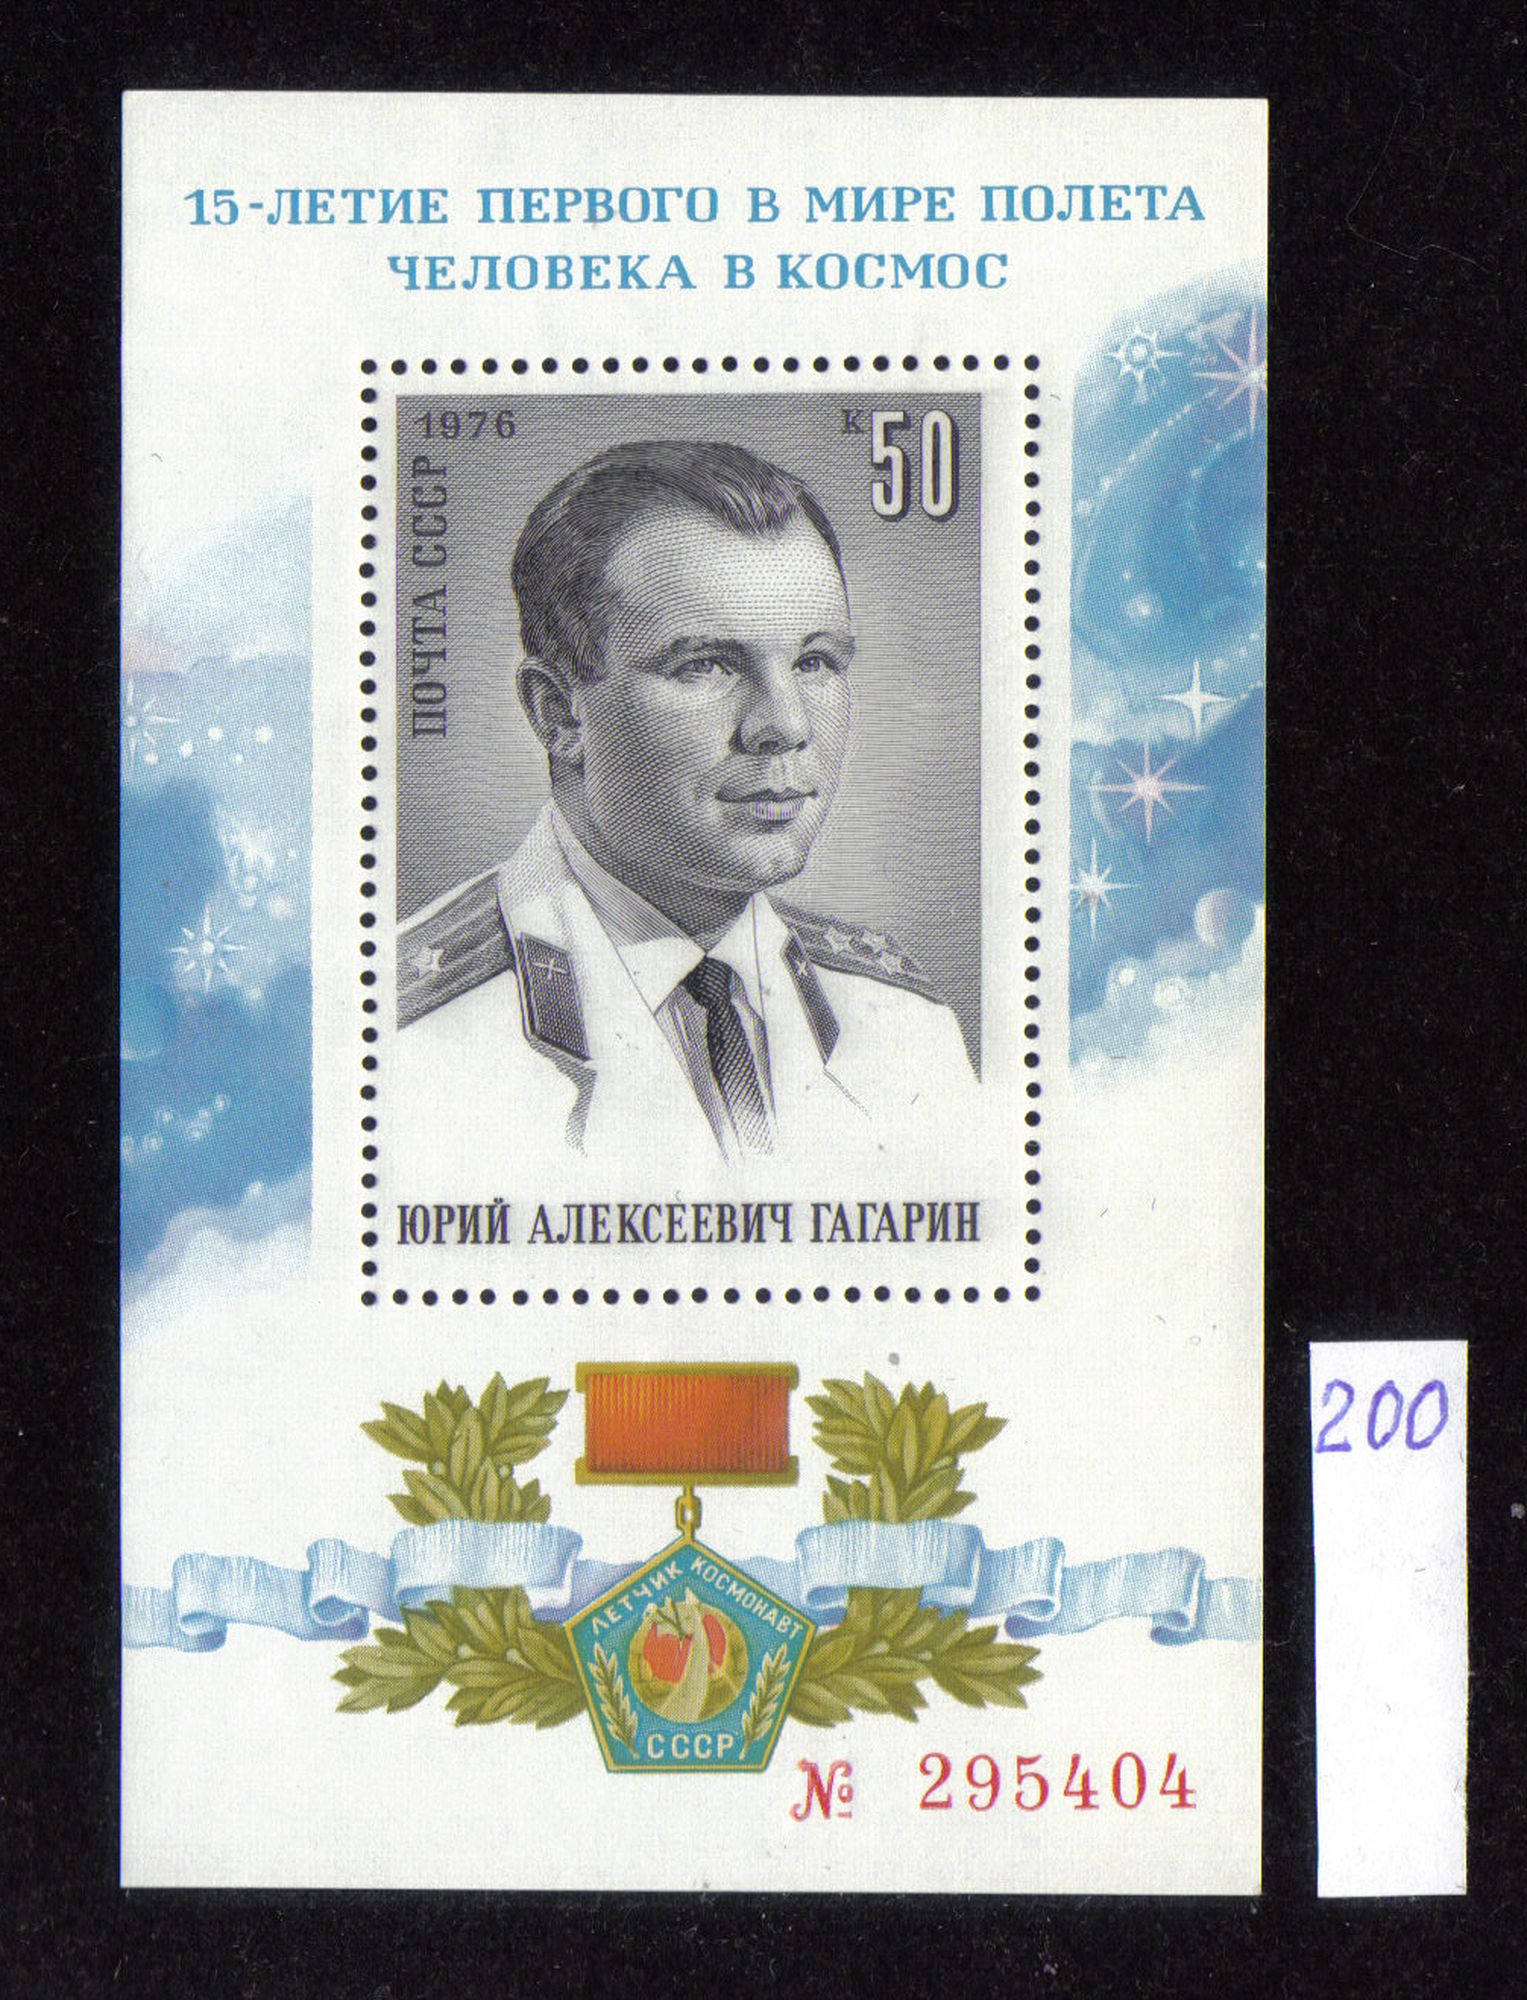 15-ЛЕТИЕ ПЕРВОГО В МИРЕ ПОЛЕТА
ЧЕЛОВЕКА В КОСМОС
1976
К 50
ПОЧТА СССР
ЮРИЙ АЛЕКСЕЕВИЧ ГАГАРИН
200
ЛЕТЧИК КОСМОНАВТ
СССР
№ 295404